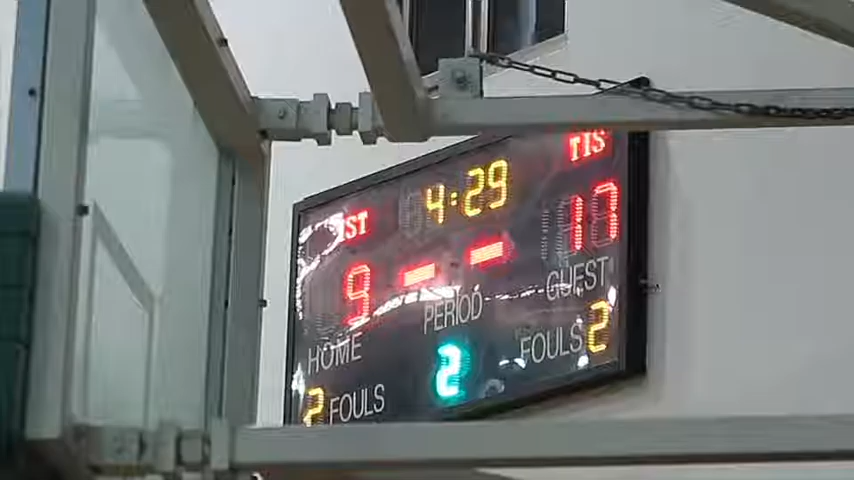 4:29
TIS
9
17
HOME
PERIOD
GUEST
2 FOULS
2
FOULS 2